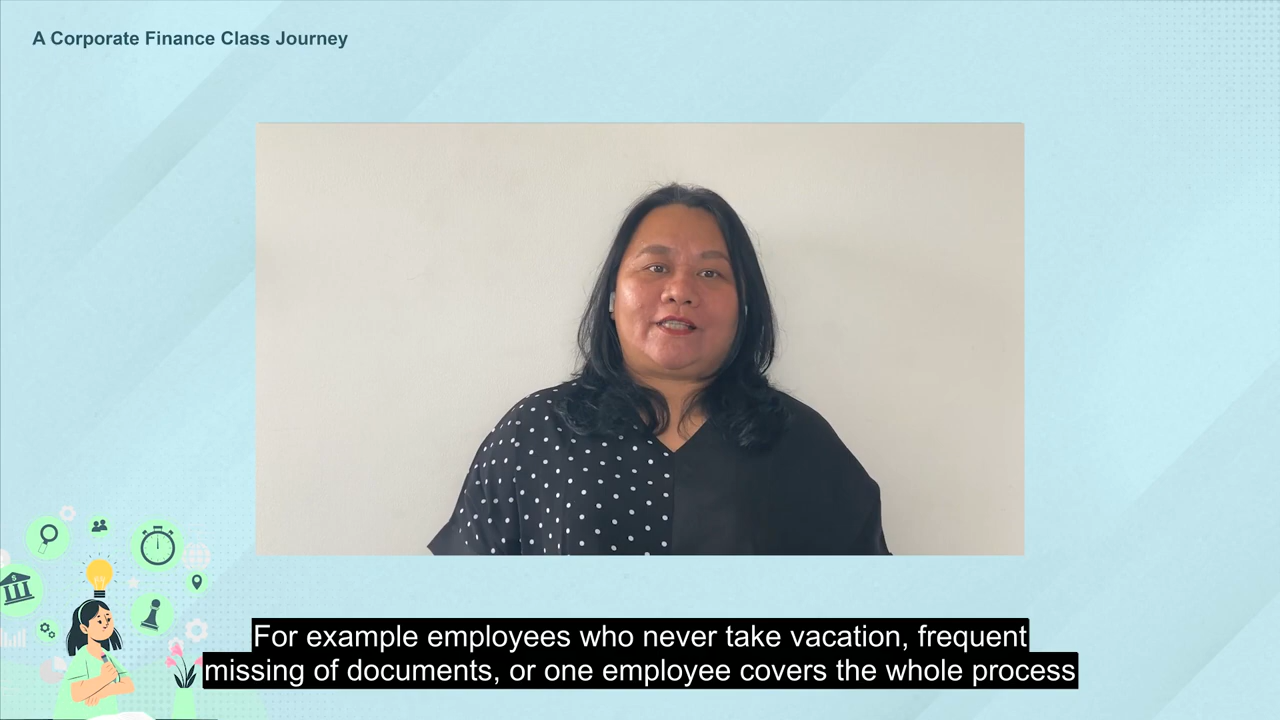 A Corporate Finance Class Journey
For example employees who never take vacation, frequent
missing of documents, or one employee covers the whole process